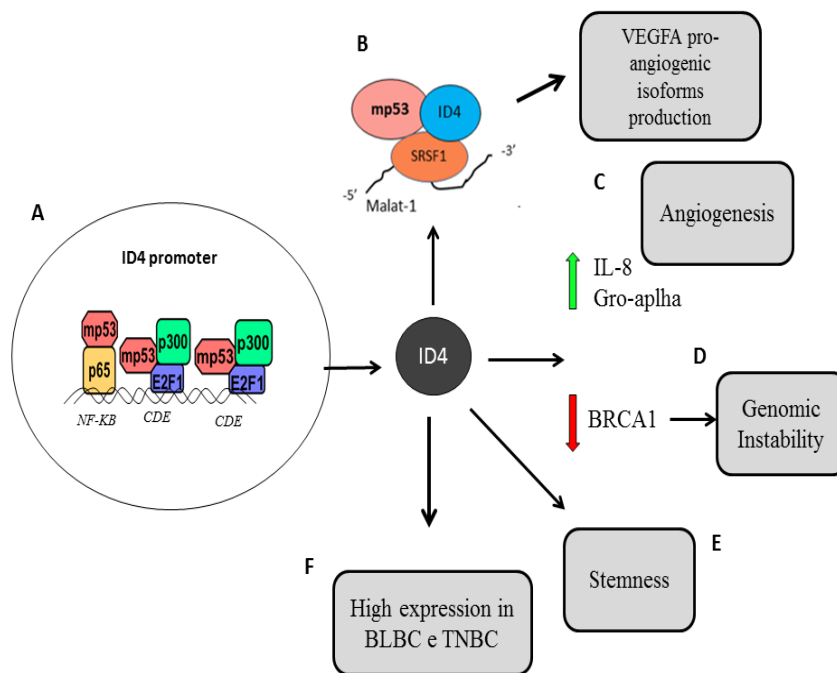 B
VEGFA pro-
angiogenic
isoforms
production
mp53
ID4
SRSF1
-5'
-3'
Malat-1
C
Angiogenesis
A
ID4 promoter
IL-8
Gro-aplha
mp53
p65
mp53
p300
E2F1
mp53
p300
E2F1
NF-KB
CDE
CDE
ID4
D
BRCA1
Genomic
Instability
E
Stemness
F
High expression in
BLBC e TNBC